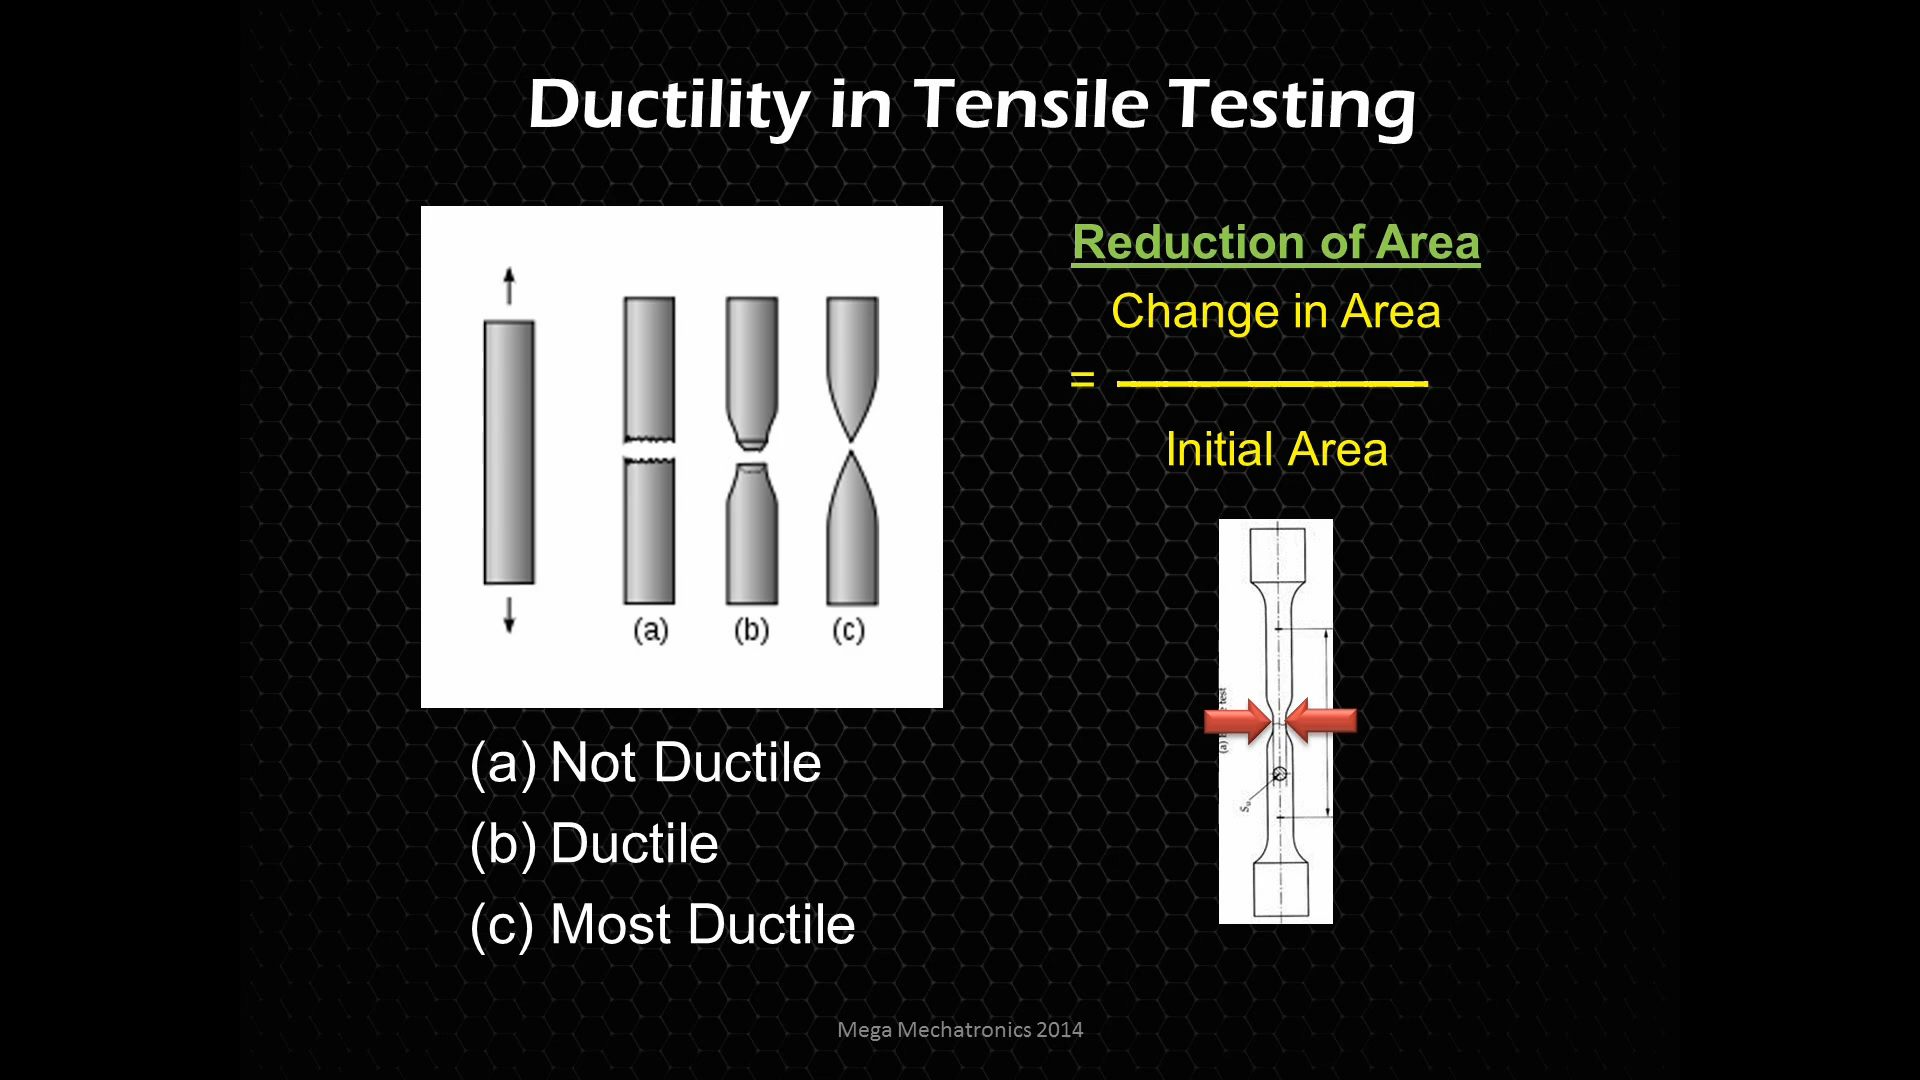 Ductility in Tensile Testing
(a)
(b)
(c)
(a) Not Ductile
(b) Ductile
(c) Most Ductile
Reduction of Area
Change in Area
=
Initial Area
test
(a)
Mega Mechatronics 2014